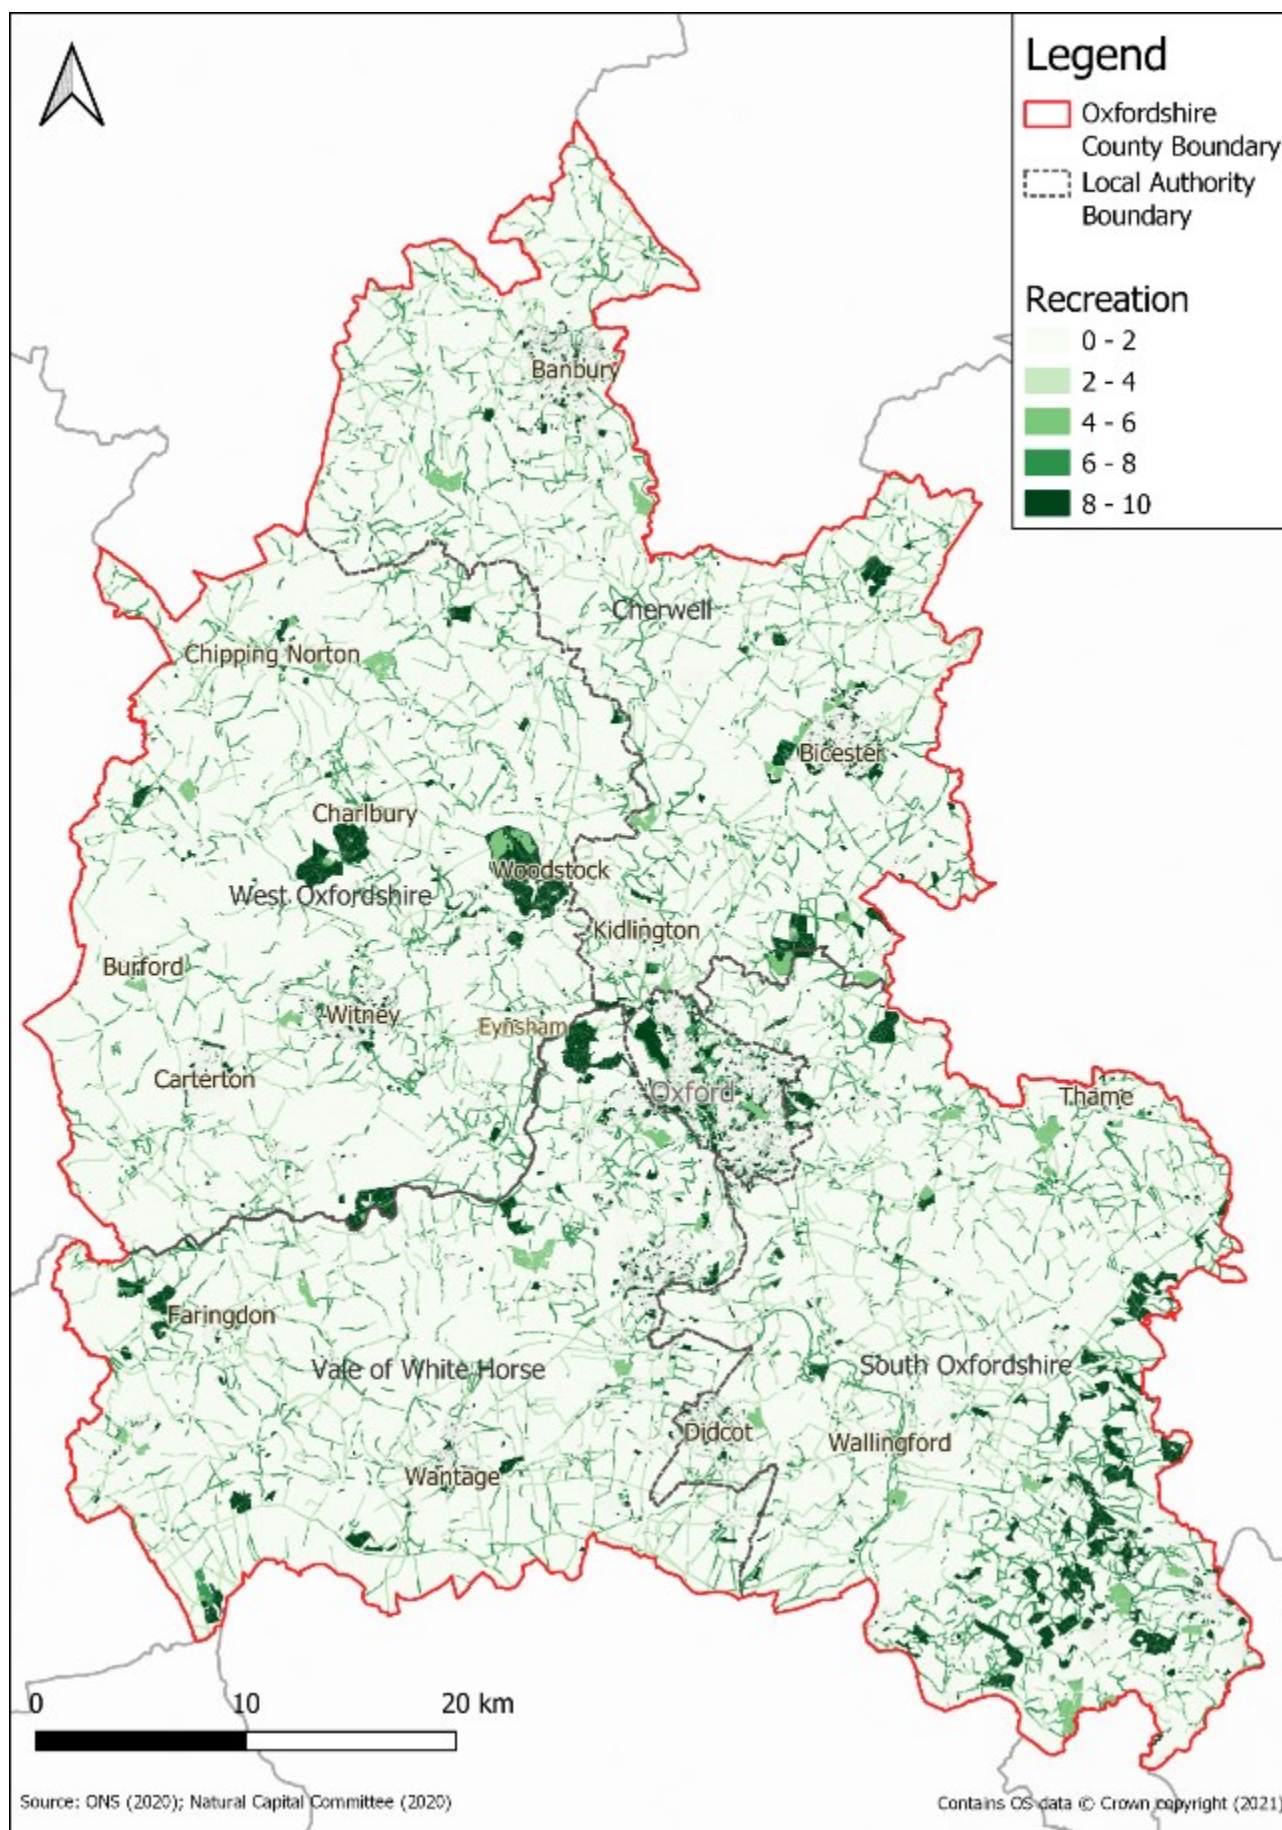 Legend
Oxfordshire
County Boundary
Local Authority
Boundary
Recreation
0 - 2
2 - 4
4 - 6
6 - 8
8 - 10
Banbury
Cherwell
Chipping Norton
Bicester
Charlbury
Woodstock
West Oxfordshire
Kidlington
Burford
Witney
Eynsham
Carterton
Oxford
Thame
Faringdon
Vale of White Horse
South Oxfordshire
Didcot
Wallingford
Wantage
0 10 20 km
Source: ONS (2020); Natural Capital Committee (2020)
Contains OS data © Crown copyright (2021)